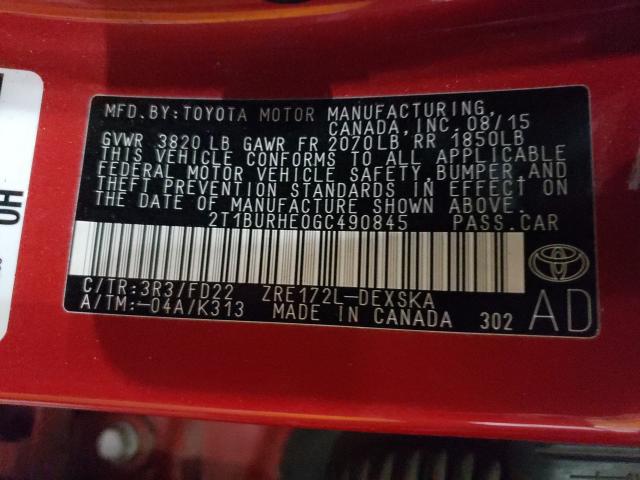 MFD.BY:TOYOTA MOTOR MANUFACTURING,
CANADA, INC. 08/15
GVWR 3820 LB GAWR FR 2070LB RR 1850LB
THIS VEHICLE CONFORMS TO ALL APPLICABLE
FEDERAL MOTOR VEHICLE SAFETY, BUMPER, AND
THEFT PREVENTION STANDARDS IN EFFECT ON
THE DATE OF MANUFACTURE SHOWN ABOVE.
2T1BURHE0GC490845 PASS.CAR
C/TR:3R3/FD22 ZRE172L-DEXSKA
A/TM:-04A/K313 MADE IN CANADA 302
AD
HO